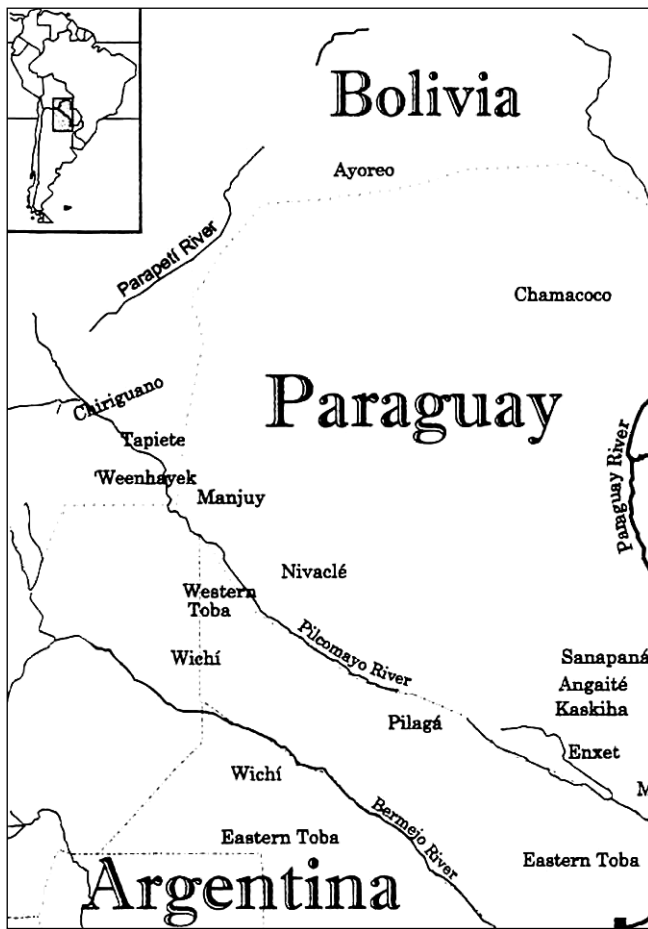 Bolivia
Ayoreo
Parapetí River
Chamacoco
Chiriguano
Paraguay
Tapiete
'Weenhayek
Manjuy
Paraguay River
Nivaclé
Western
Toba
Pilcomayo River
Wichí
Sanapaná
Angaité
Kaskiha
Pilagá
Enxet
Wichí
M
Bermejo River
Eastern Toba
Eastern Toba
Argentina